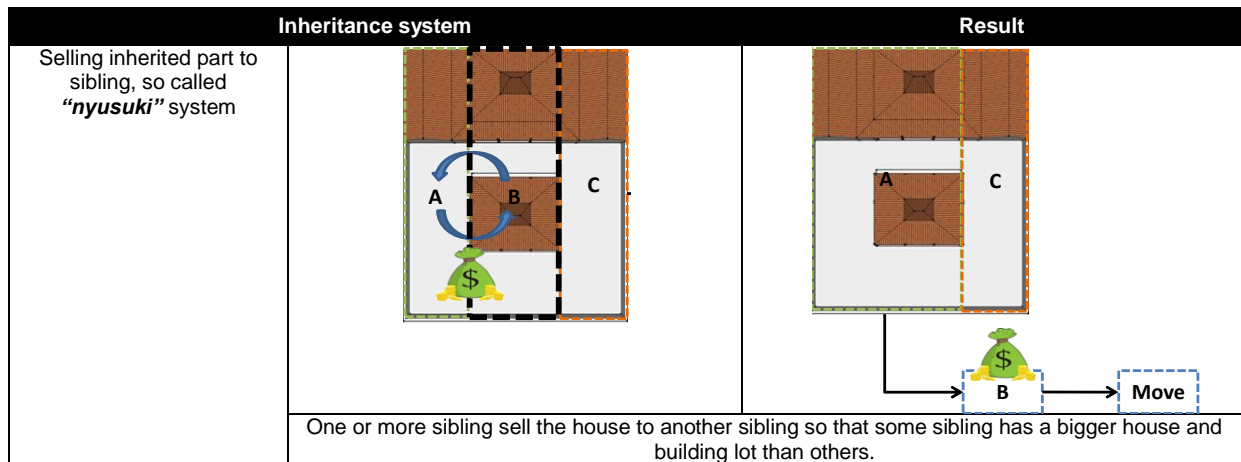 Inheritance system
Result
Selling inherited part to
sibling, so called
“nyusuki” system
A
B
C
$
A
C
$
B
Move
One or more sibling sell the house to another sibling so that some sibling has a bigger house and
building lot than others.